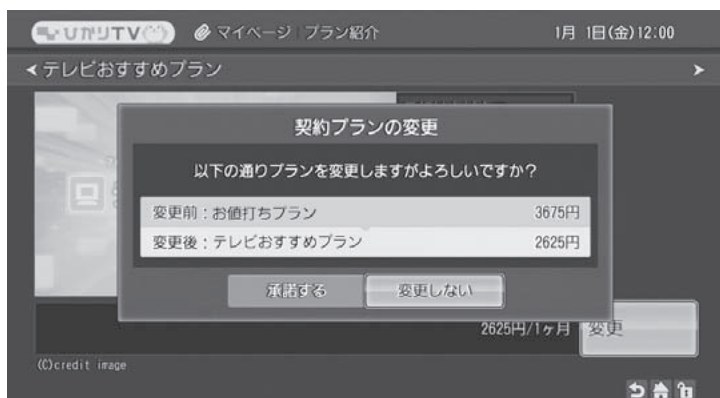 ひかりTV マイページ プラン紹介 1月 1日(金)12:00
テレビおすすめプラン
契約プランの変更
以下の通りプランを変更しますがよろしいですか?
変更前:お値打ちプラン 3675円
変更後:テレビおすすめプラン 2625円
承諾する 変更しない
2625円/1ヶ月 変更
(C)credit image